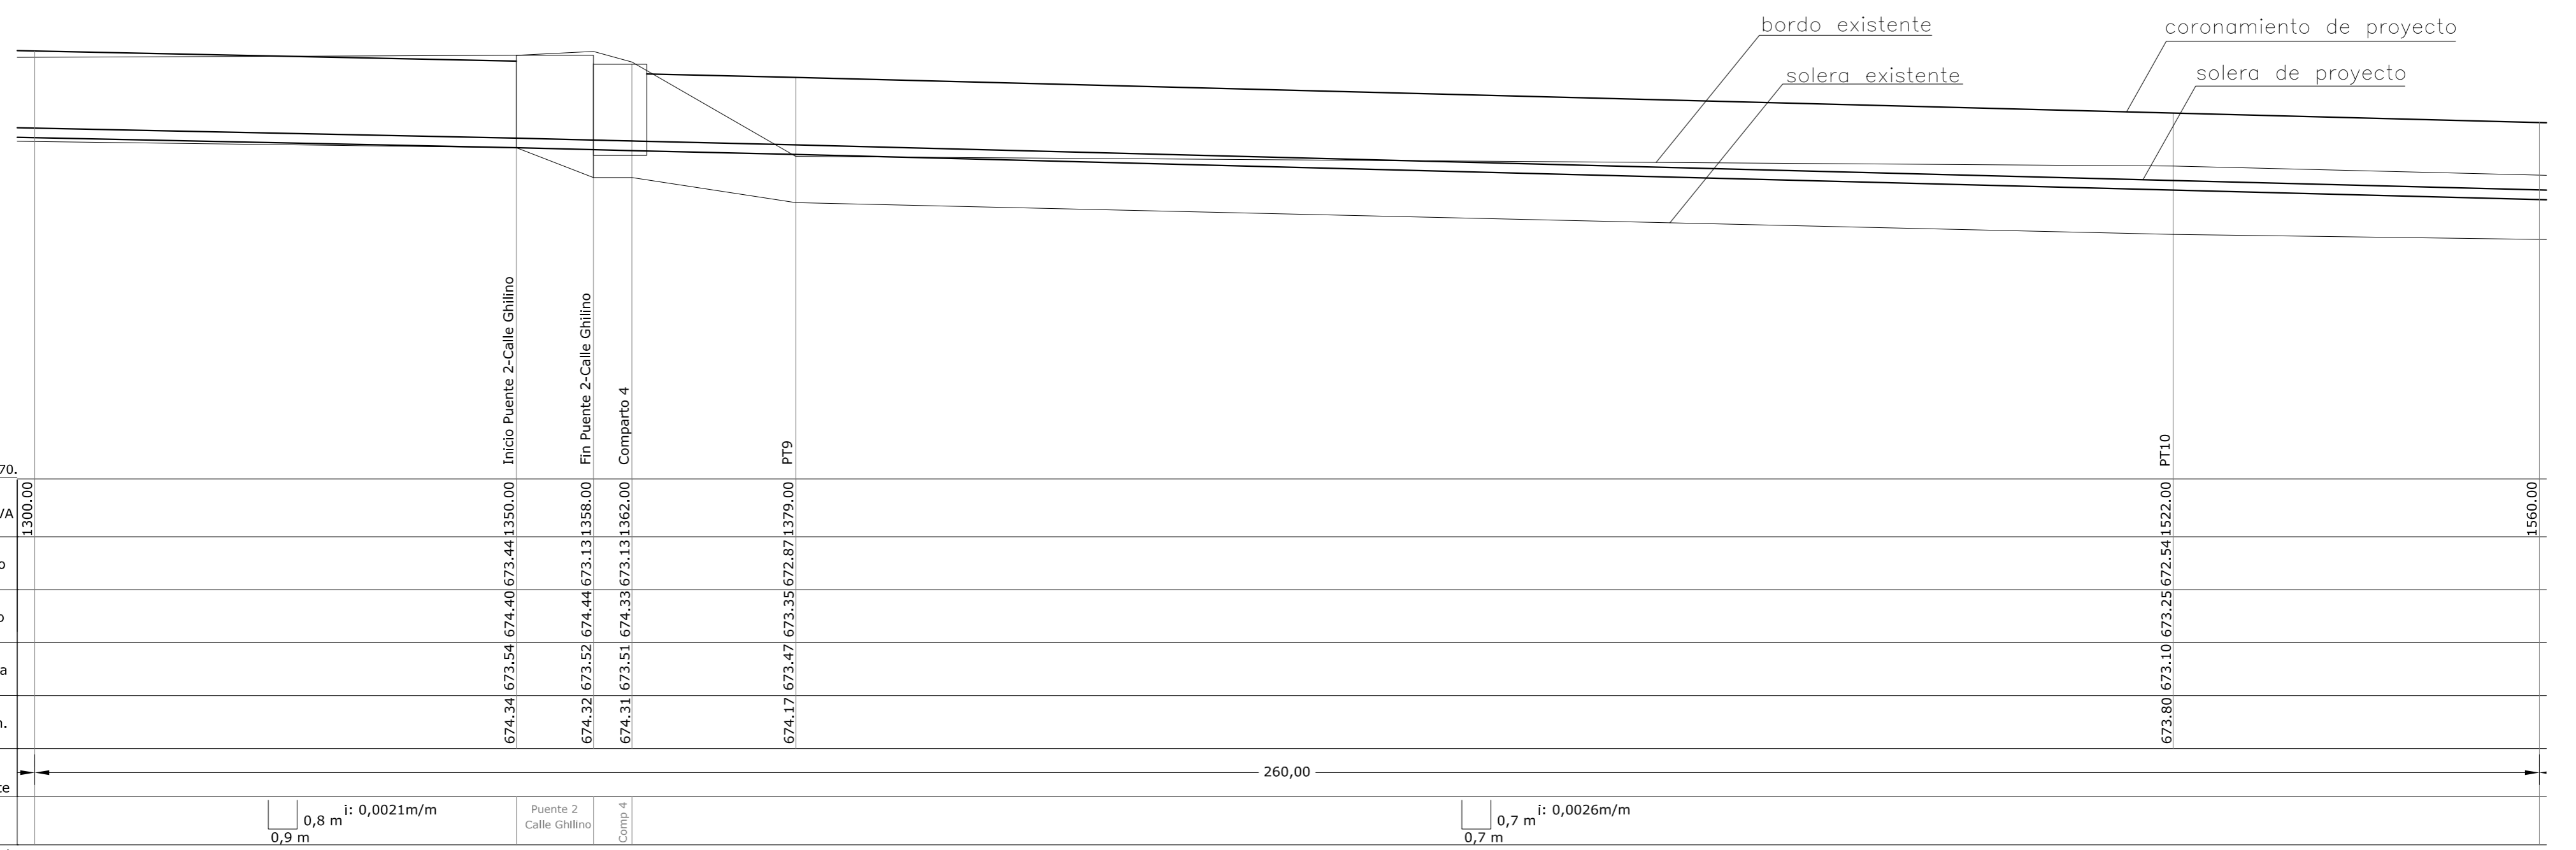 bordo existente
coronamiento de proyecto
solera existente
solera de proyecto
Inicio Puente 2-Calle Ghilino
Fin Puente 2-Calle Ghilino
Comparto 4
PT9
PT10
70.
VA
1300.00
1350.00
1358.00
1362.00
1379.00
1522.00
1560.00
o
673.44
673.13
673.13
672.87
672.54
o
674.40
674.44
674.33
673.35
673.25
a
673.54
673.52
673.51
673.47
673.10
n.
674.34
674.32
674.31
674.17
673.80
260,00
te
0,8 m
i: 0,0021m/m
0,9 m
Puente 2
Calle Ghilino
Comp 4
0,7 m
i: 0,0026m/m
0,7 m